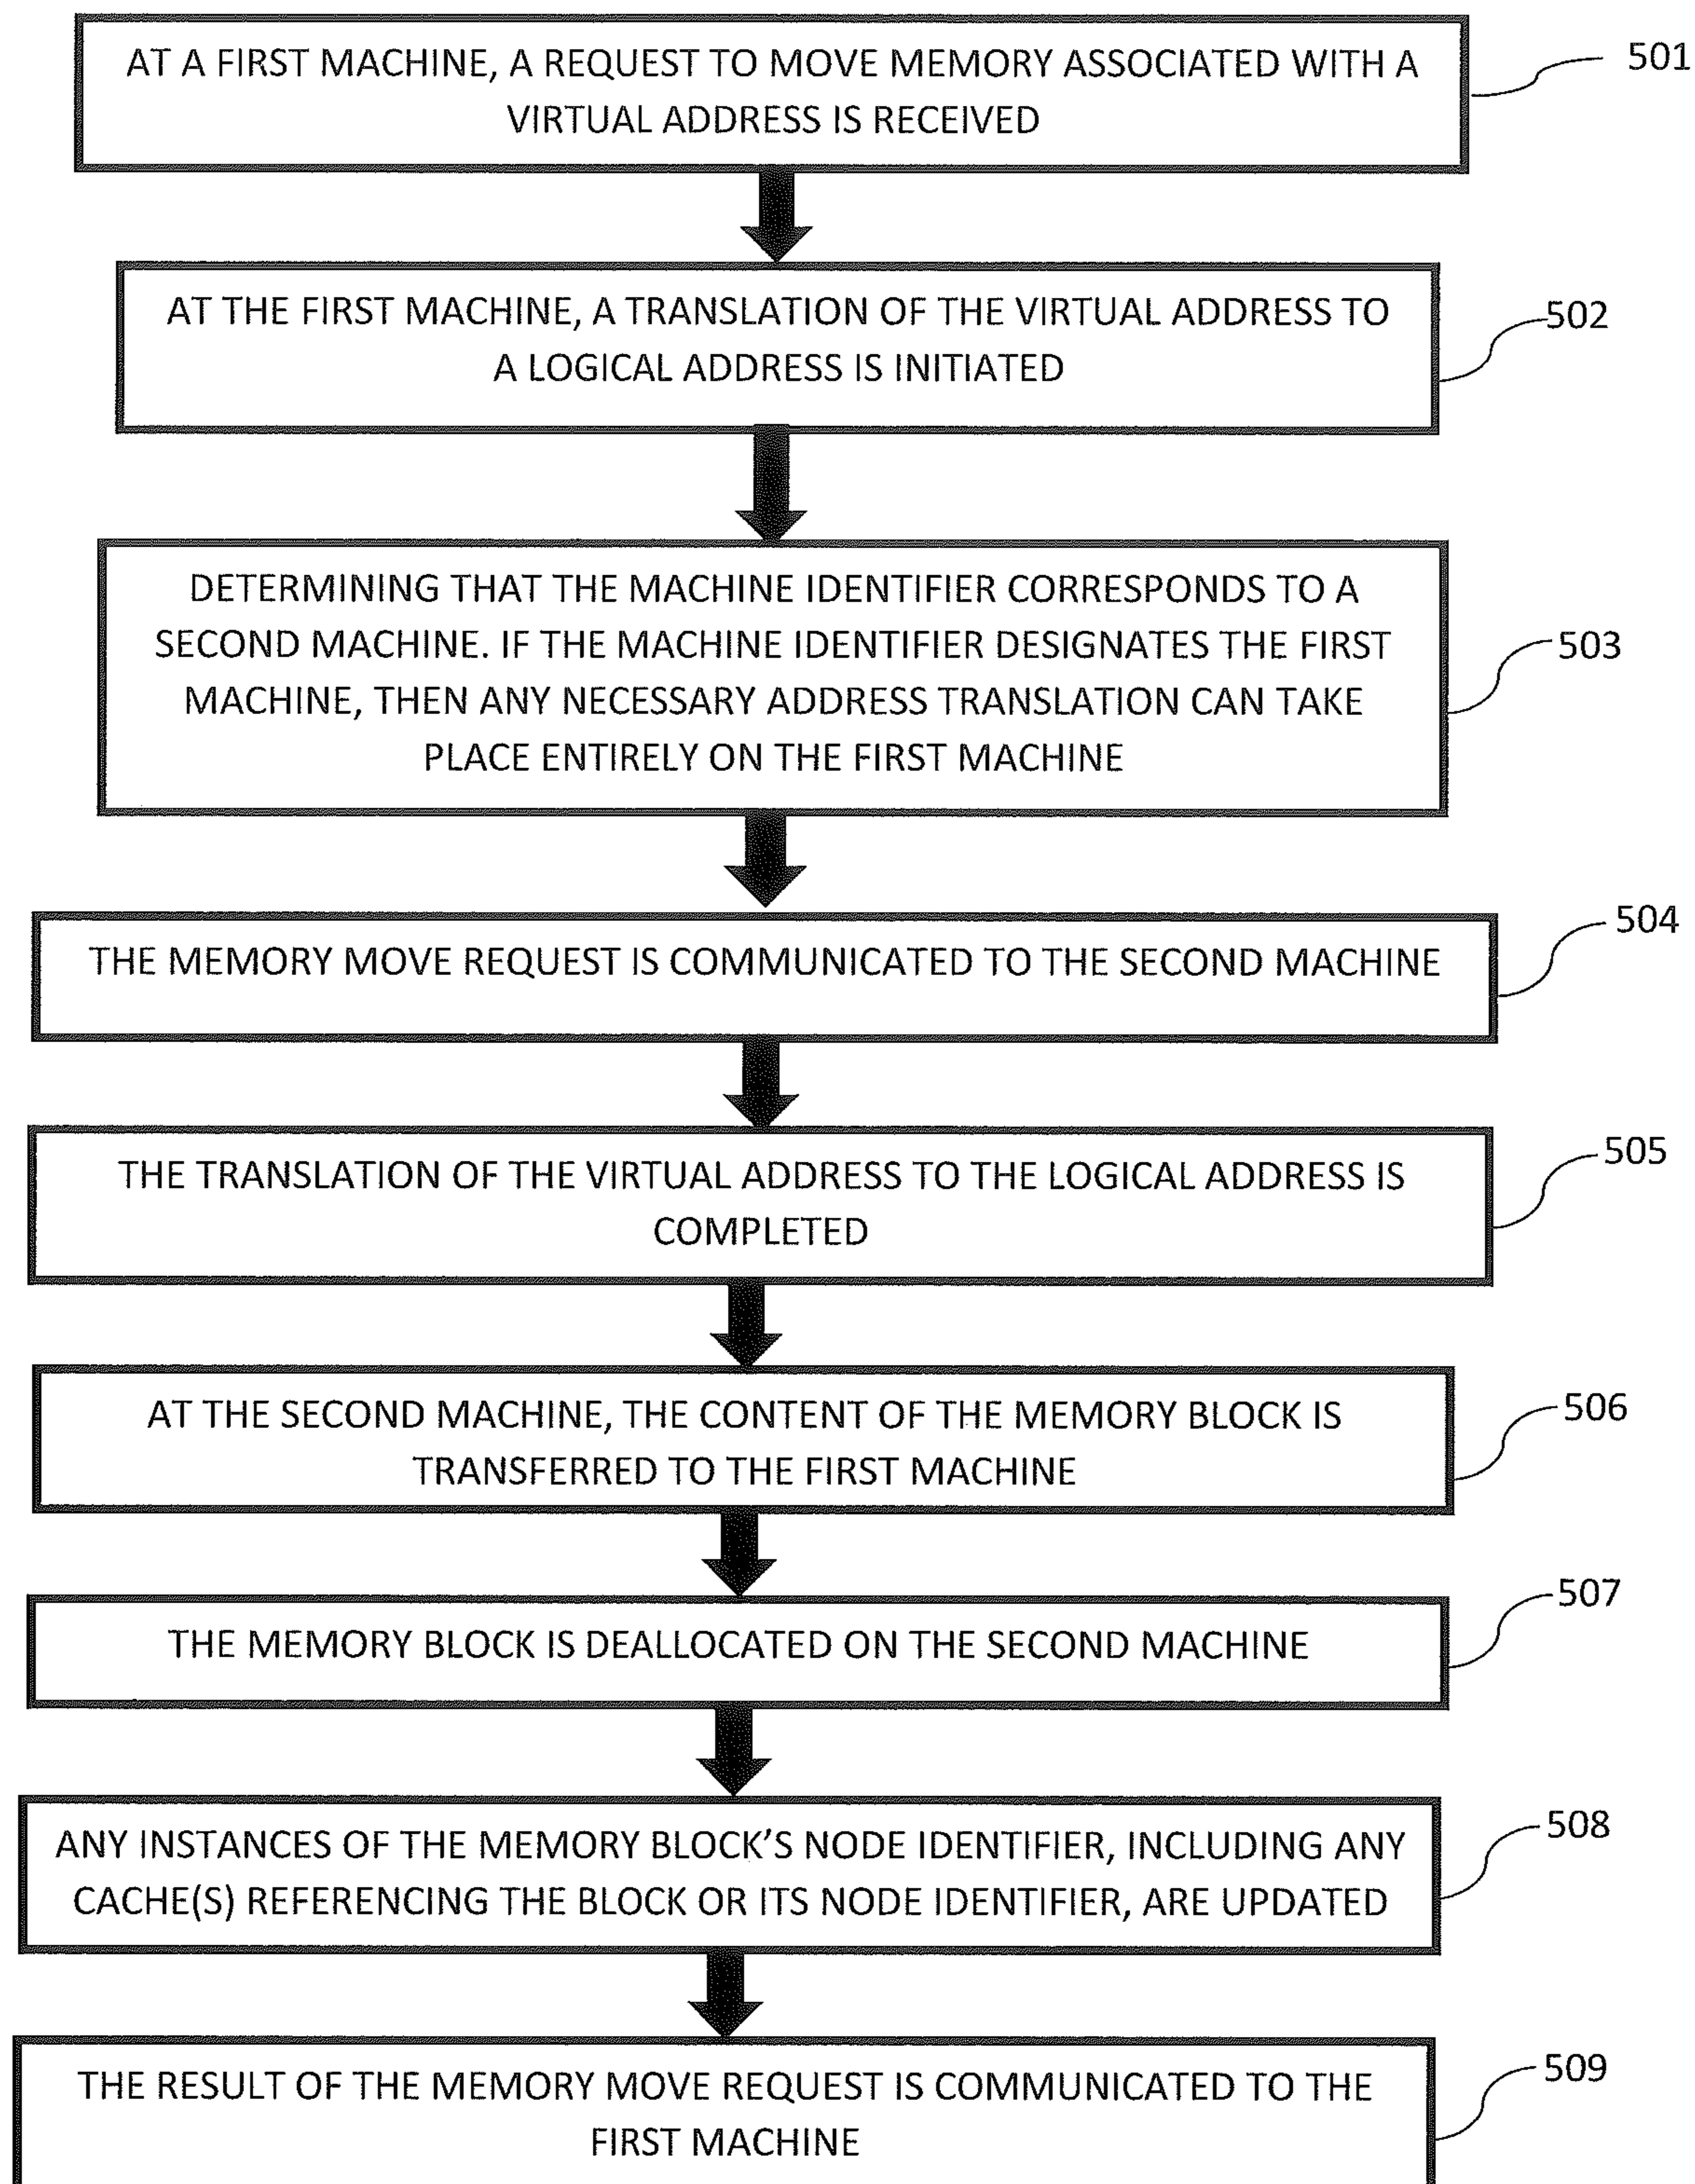 AT A FIRST MACHINE, A REQUEST TO MOVE MEMORY ASSOCIATED WITH A
VIRTUAL ADDRESS IS RECEIVED
501
AT THE FIRST MACHINE, A TRANSLATION OF THE VIRTUAL ADDRESS TO
A LOGICAL ADDRESS IS INITIATED
502
DETERMINING THAT THE MACHINE IDENTIFIER CORRESPONDS TO A
SECOND MACHINE. IF THE MACHINE IDENTIFIER DESIGNATES THE FIRST
MACHINE, THEN ANY NECESSARY ADDRESS TRANSLATION CAN TAKE
PLACE ENTIRELY ON THE FIRST MACHINE
503
THE MEMORY MOVE REQUEST IS COMMUNICATED TO THE SECOND MACHINE
504
THE TRANSLATION OF THE VIRTUAL ADDRESS TO THE LOGICAL ADDRESS IS
COMPLETED
505
AT THE SECOND MACHINE, THE CONTENT OF THE MEMORY BLOCK IS
TRANSFERRED TO THE FIRST MACHINE
506
THE MEMORY BLOCK IS DEALLOCATED ON THE SECOND MACHINE
507
ANY INSTANCES OF THE MEMORY BLOCK'S NODE IDENTIFIER, INCLUDING ANY
CACHE(S) REFERENCING THE BLOCK OR ITS NODE IDENTIFIER, ARE UPDATED
508
THE RESULT OF THE MEMORY MOVE REQUEST IS COMMUNICATED TO THE
FIRST MACHINE
509